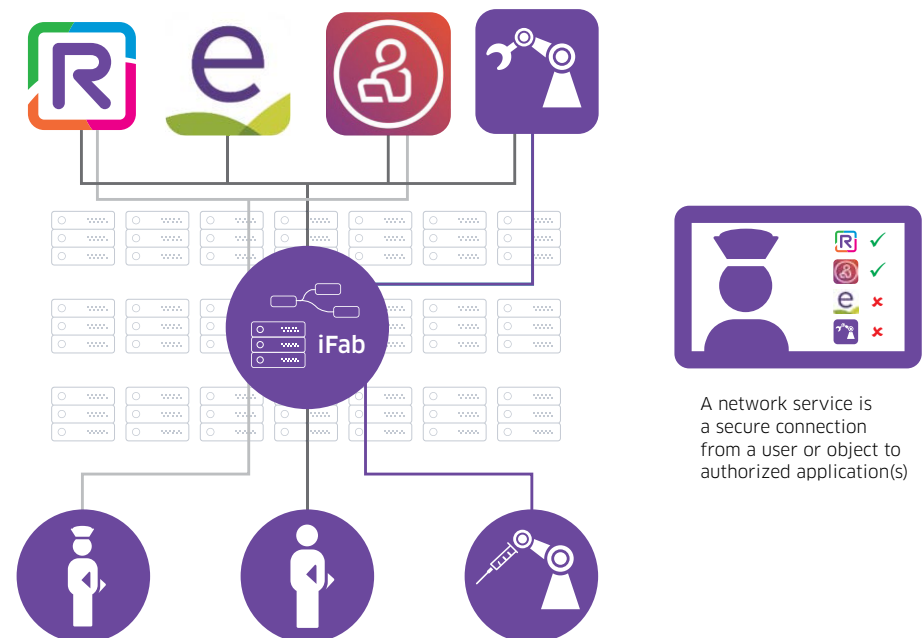 R
e
iFab
R
e
A network service is
a secure connection
from a user or object to
authorized application(s)